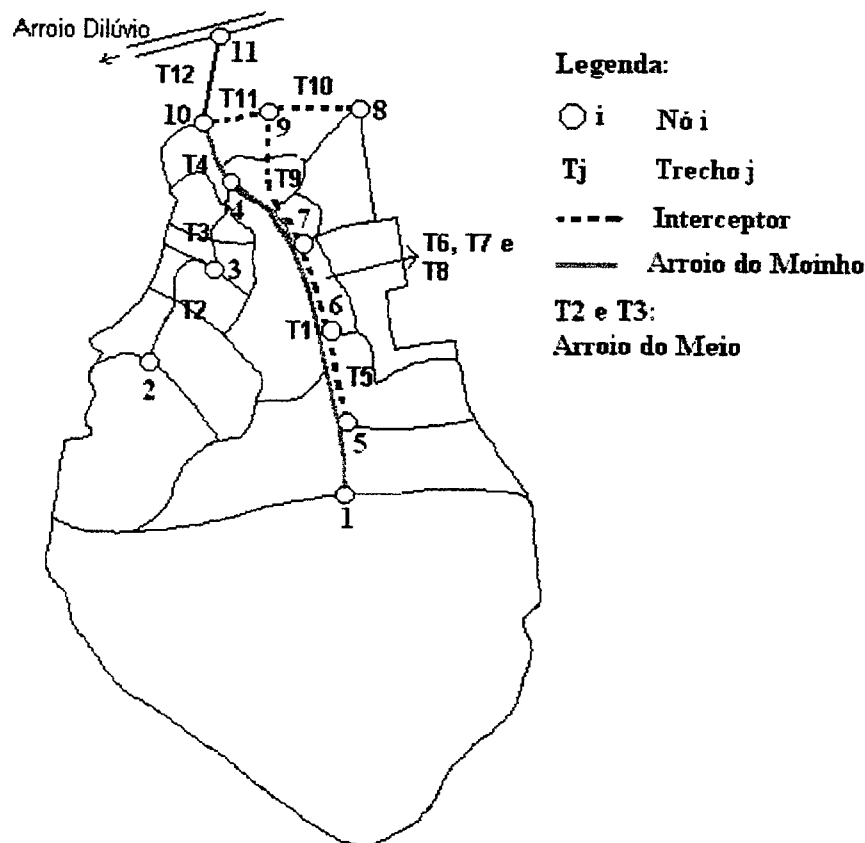 Arroio Dilúvio
11
T12
T10
T11
10
9
8
T4
T9
4
7
T3
T6, T7 e
T8
3
T2
6
T1
2
T5
5
1
Legenda:
i Nó i
Tj Trecho j
Interceptor
Arroio do Moinho
T2 e T3:
Arroio do Meio